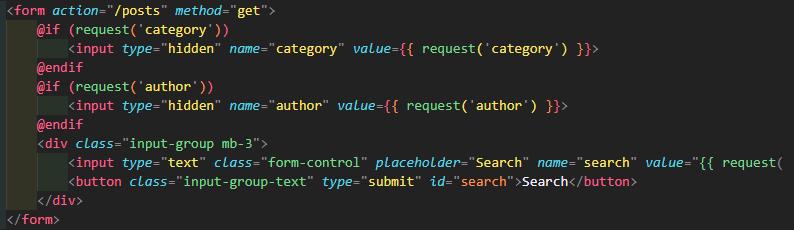 <form action="/posts" method="get">
    @if (request('category'))
        <input type="hidden" name="category" value={{ request('category') }}>
    @endif
    @if (request('author'))
        <input type="hidden" name="author" value={{ request('author') }}>
    @endif
    <div class="input-group mb-3">
        <input type="text" class="form-control" placeholder="Search" name="search" value="{{ request(
        <button class="input-group-text" type="submit" id="search">Search</button>
    </div>
</form>